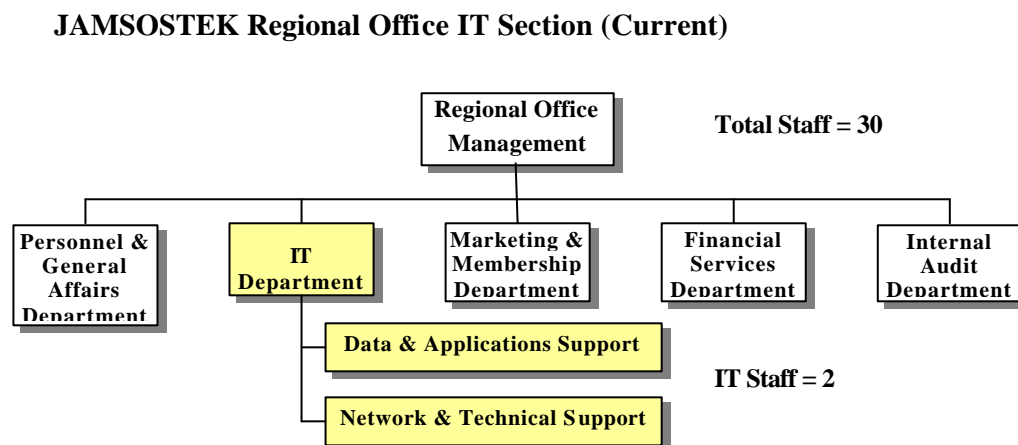 JAMSOSTEK Regional Office IT Section (Current)
Regional Office
Management
Total Staff = 30
Personnel &
General
Affairs
Department
IT
Department
Marketing &
Membership
Department
Financial
Services
Department
Internal
Audit
Department
Data & Applications Support
IT Staff = 2
Network & Technical Support